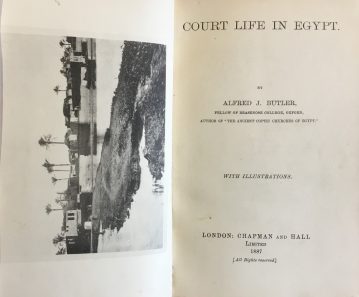 COURT LIFE IN EGYPT.
BY
ALFRED J. BUTLER,
FELLOW OF BRASENOSE COLLEGE, OXFORD,
AUTHOR OF "THE ANCIENT COPTIC CHURCHES OF EGYPT."
WITH ILLUSTRATIONS.
LONDON: CHAPMAN AND HALL
LIMITED
1887
[All Rights reserved]